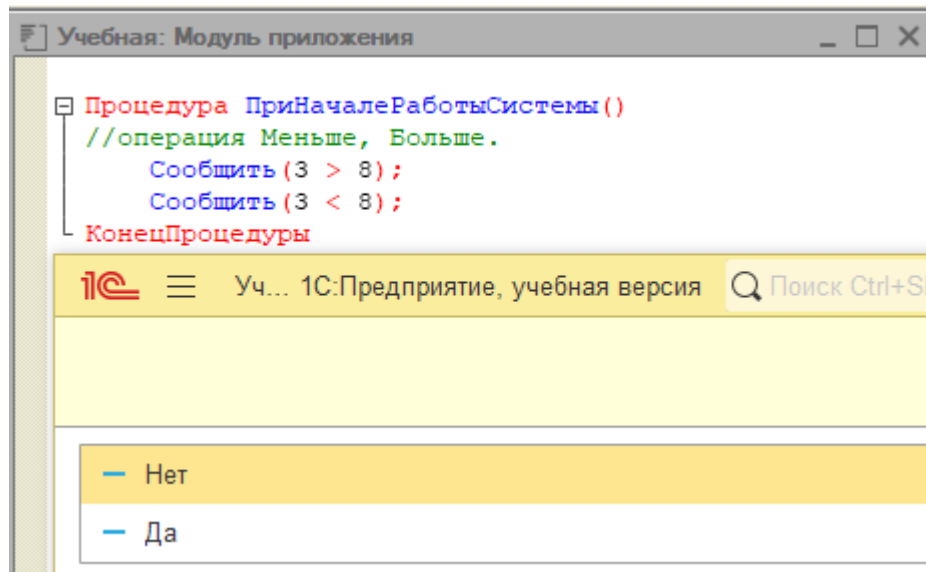 Учебная: Модуль приложения
Процедура ПриНачалеРаботыСистемы()
//операция Меньше, Больше.
Сообщить(3 > 8);
Сообщить(3 < 8);
КонецПроцедуры
1С Уч... 1С:Предприятие, учебная версия Поиск Ctrl+S
Нет
Да